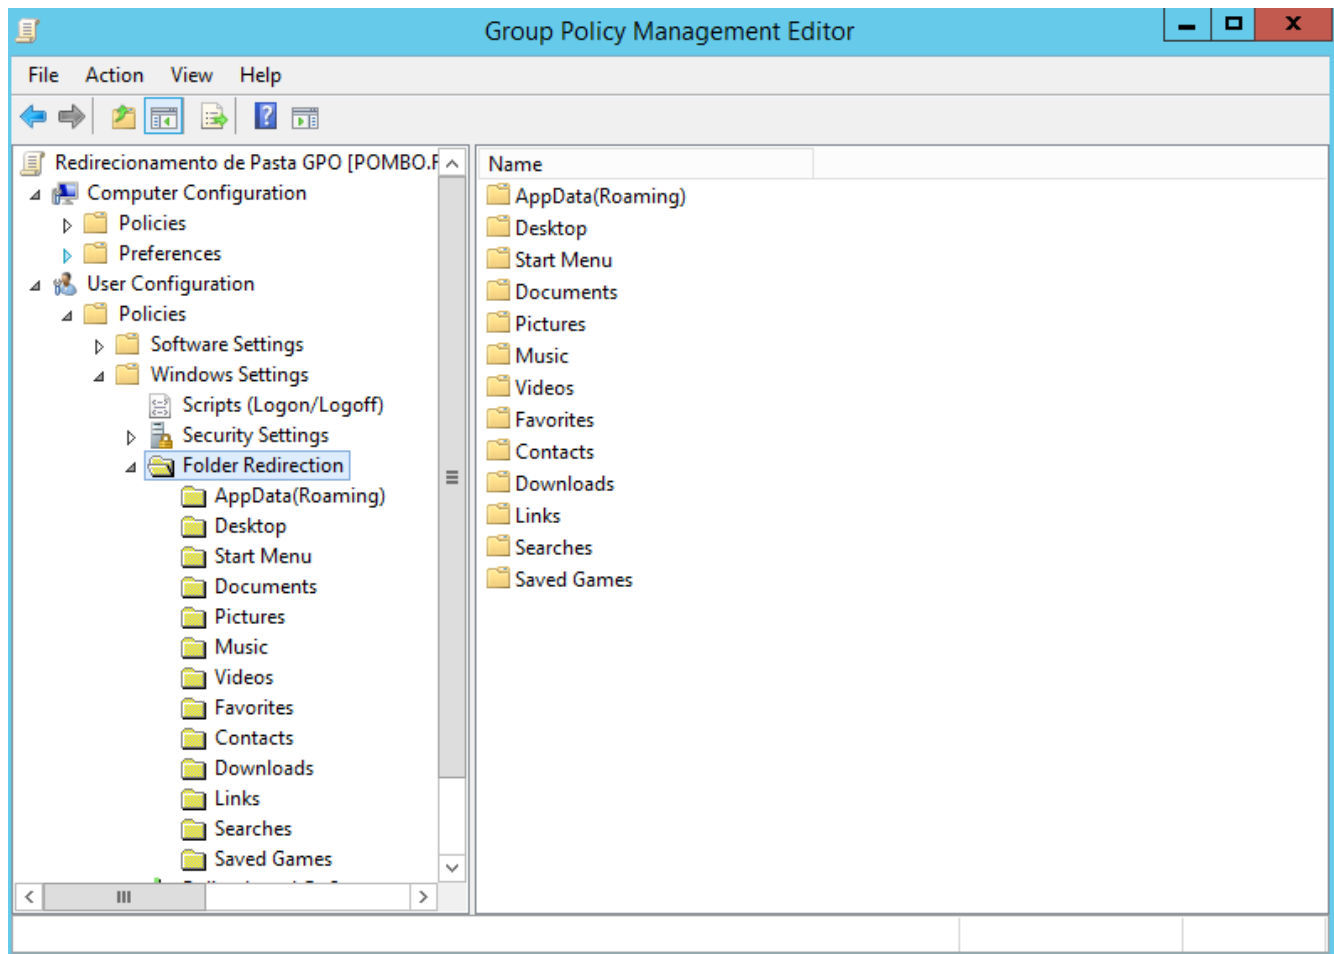 Group Policy Management Editor
File Action View Help
Redirecionamento de Pasta GPO [POMBO.F
Computer Configuration
Policies
Preferences
User Configuration
Policies
Software Settings
Windows Settings
Scripts (Logon/Logoff)
Security Settings
Folder Redirection
AppData(Roaming)
Desktop
Start Menu
Documents
Pictures
Music
Videos
Favorites
Contacts
Downloads
Links
Searches
Saved Games
Name
AppData(Roaming)
Desktop
Start Menu
Documents
Pictures
Music
Videos
Favorites
Contacts
Downloads
Links
Searches
Saved Games